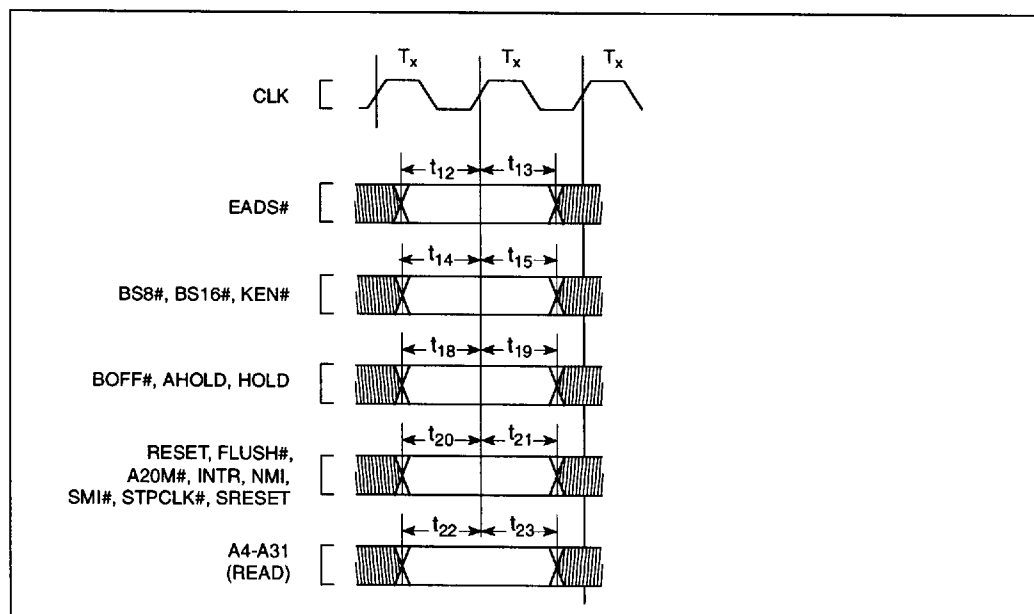 Tx Tx Tx
CLK
t12 t13
EADS#
t14 t15
BS8#, BS16#, KEN#
t18 t19
BOFF#, AHOLD, HOLD
t20 t21
RESET, FLUSH#,
A20M#, INTR, NMI,
SMI#, STPCLK#, SRESET
t22 t23
A4-A31
(READ)